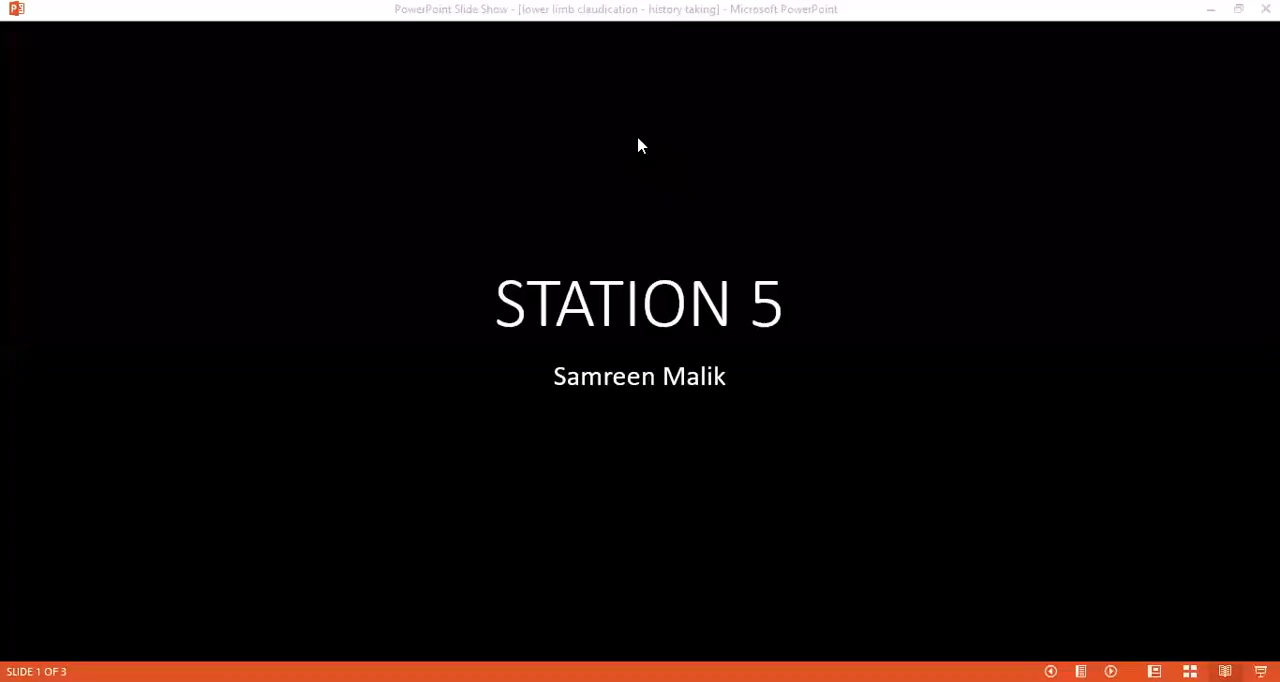 PowerPoint Slide Show - [lower limb claudication - history taking] - Microsoft PowerPoint
STATION 5
Samreen Malik
SLIDE 1 OF 3